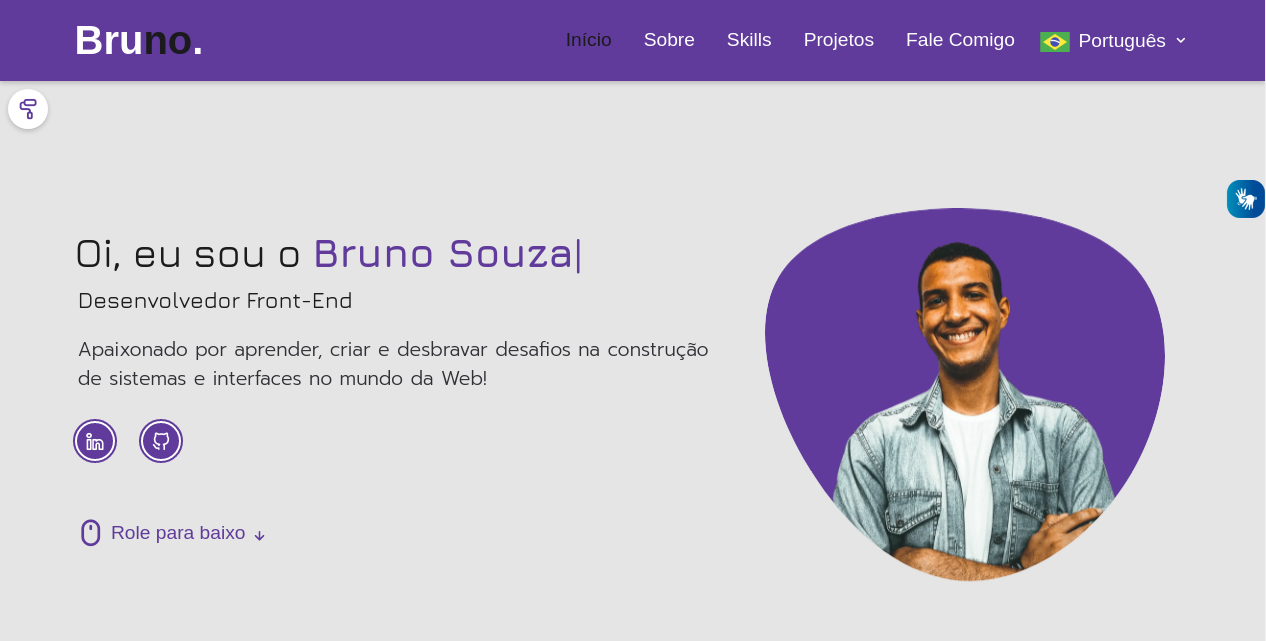 Bruno.
Início Sobre Skills Projetos Fale Comigo Português
Oi, eu sou o Bruno Souza|
Desenvolvedor Front-End
Apaixonado por aprender, criar e desbravar desafios na construção
de sistemas e interfaces no mundo da Web!
in
Role para baixo